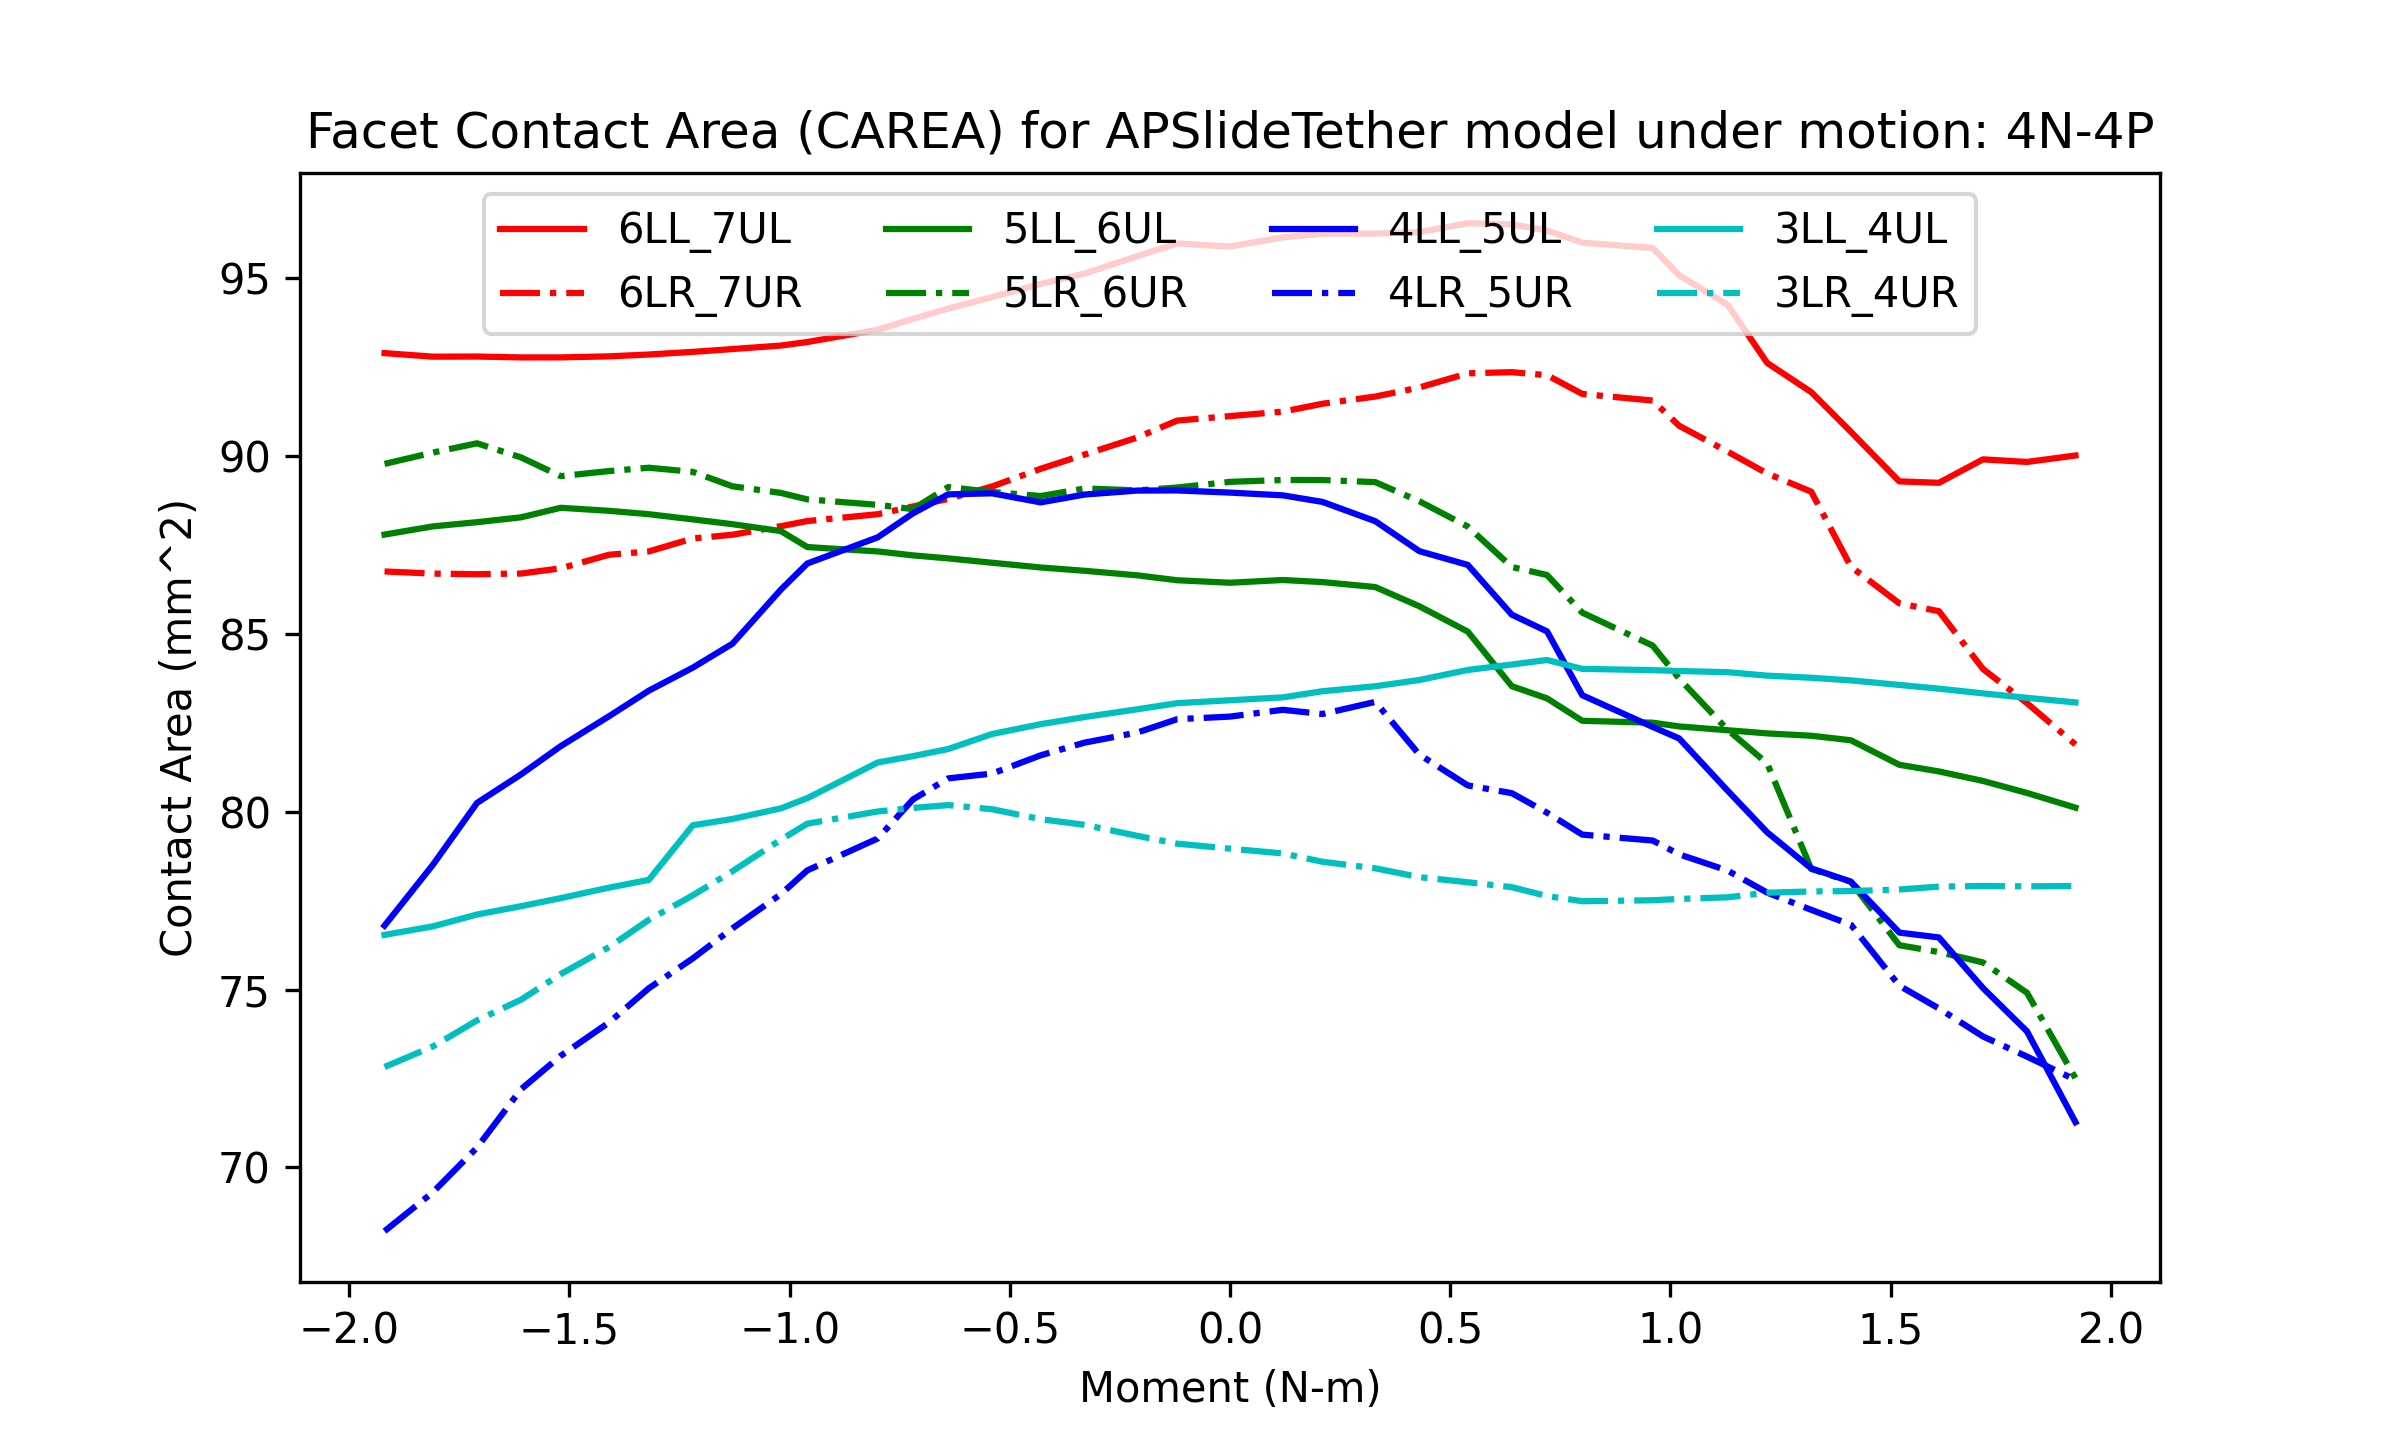 Facet Contact Area (CAREA) for APSlideTether model under motion: 4N-4P
6LL_7UL 5LL_6UL 4LL_5UL 3LL_4UL
6LR_7UR 5LR_6UR 4LR_5UR 3LR_4UR
95
90
85
80
75
70
Contact Area (mm^2)
−2.0 −1.5 −1.0 −0.5 0.0 0.5 1.0 1.5 2.0
Moment (N-m)